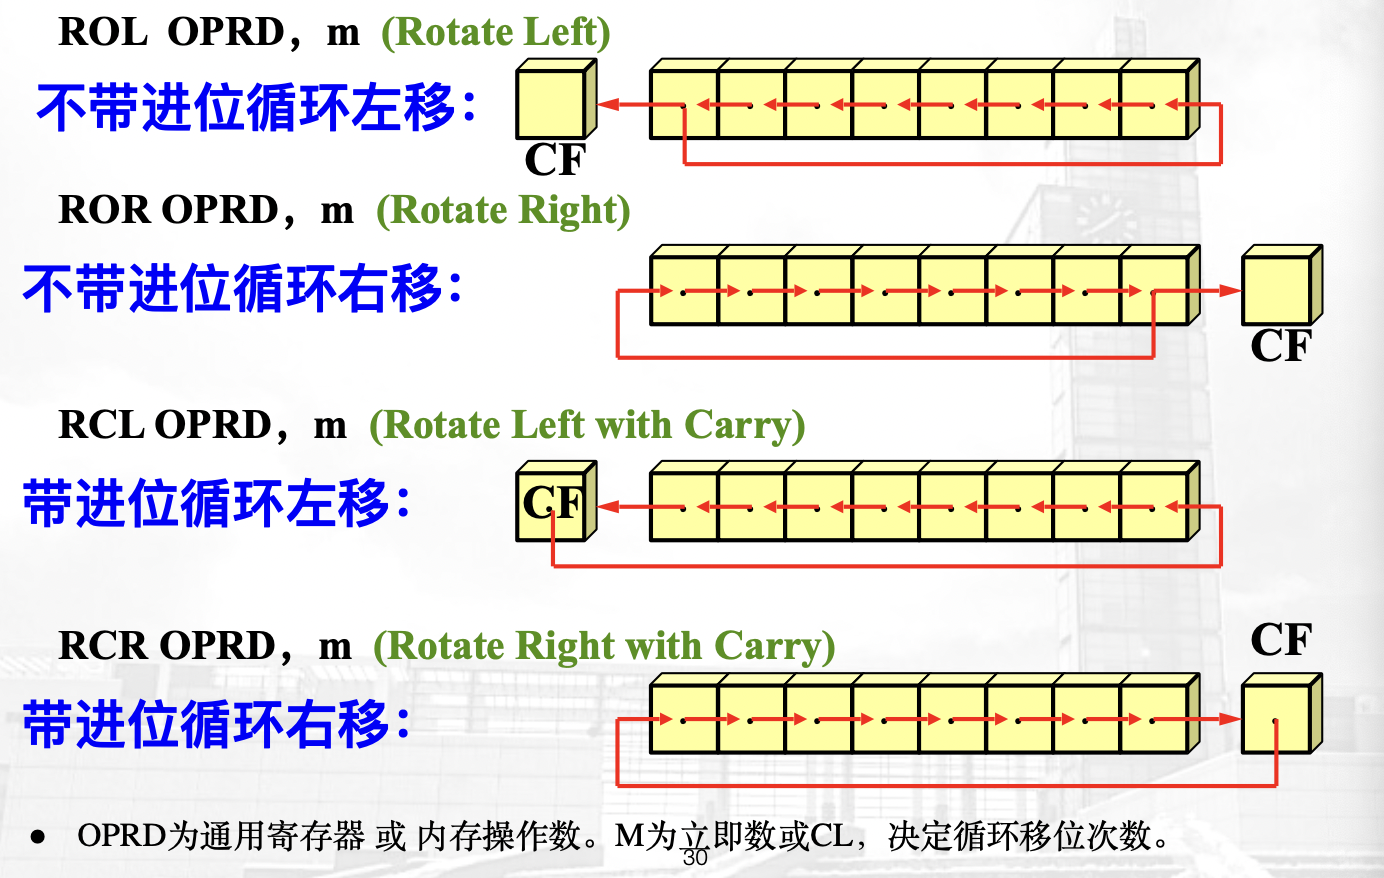 ROL OPRD，m (Rotate Left)
不带进位循环左移：
CF
ROR OPRD，m (Rotate Right)
不带进位循环右移：
CF
RCL OPRD，m (Rotate Left with Carry)
带进位循环左移：
CF
RCR OPRD，m (Rotate Right with Carry)
CF
带进位循环右移：
• OPRD为通用寄存器 或 内存操作数。M为立即数或CL，决定循环移位次数。
30